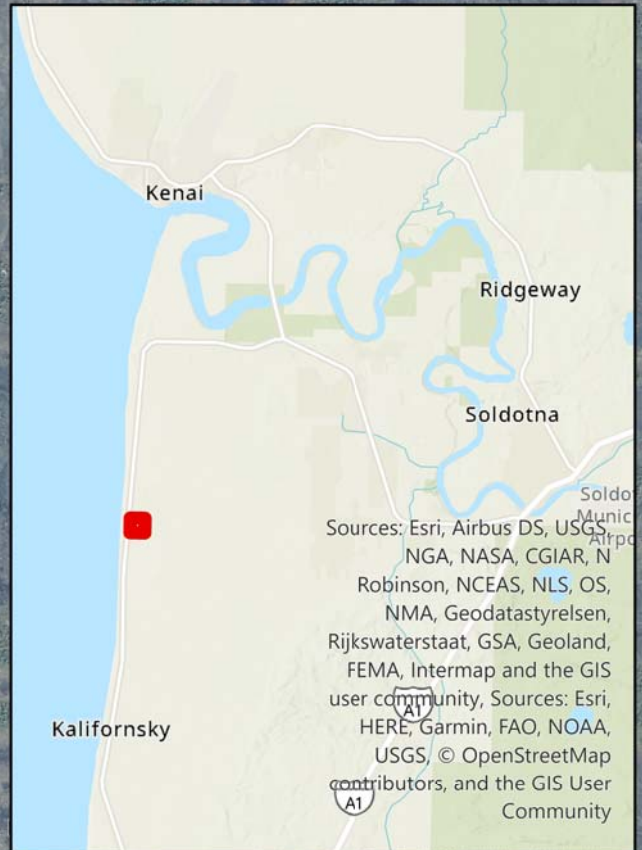 Kenai
Ridgeway
Soldotna
Soldo
Munic
Airpo
Sources: Esri, Airbus DS, USGS,
NGA, NASA, CGIAR, N
Robinson, NCEAS, NLS, OS,
NMA, Geodatastyrelsen,
Rijkswaterstaat, GSA, Geoland,
FEMA, Intermap and the GIS
user community, Sources: Esri,
HERE, Garmin, FAO, NOAA,
USGS, © OpenStreetMap
contributors, and the GIS User
Community
A1
Kalifornsky
A1